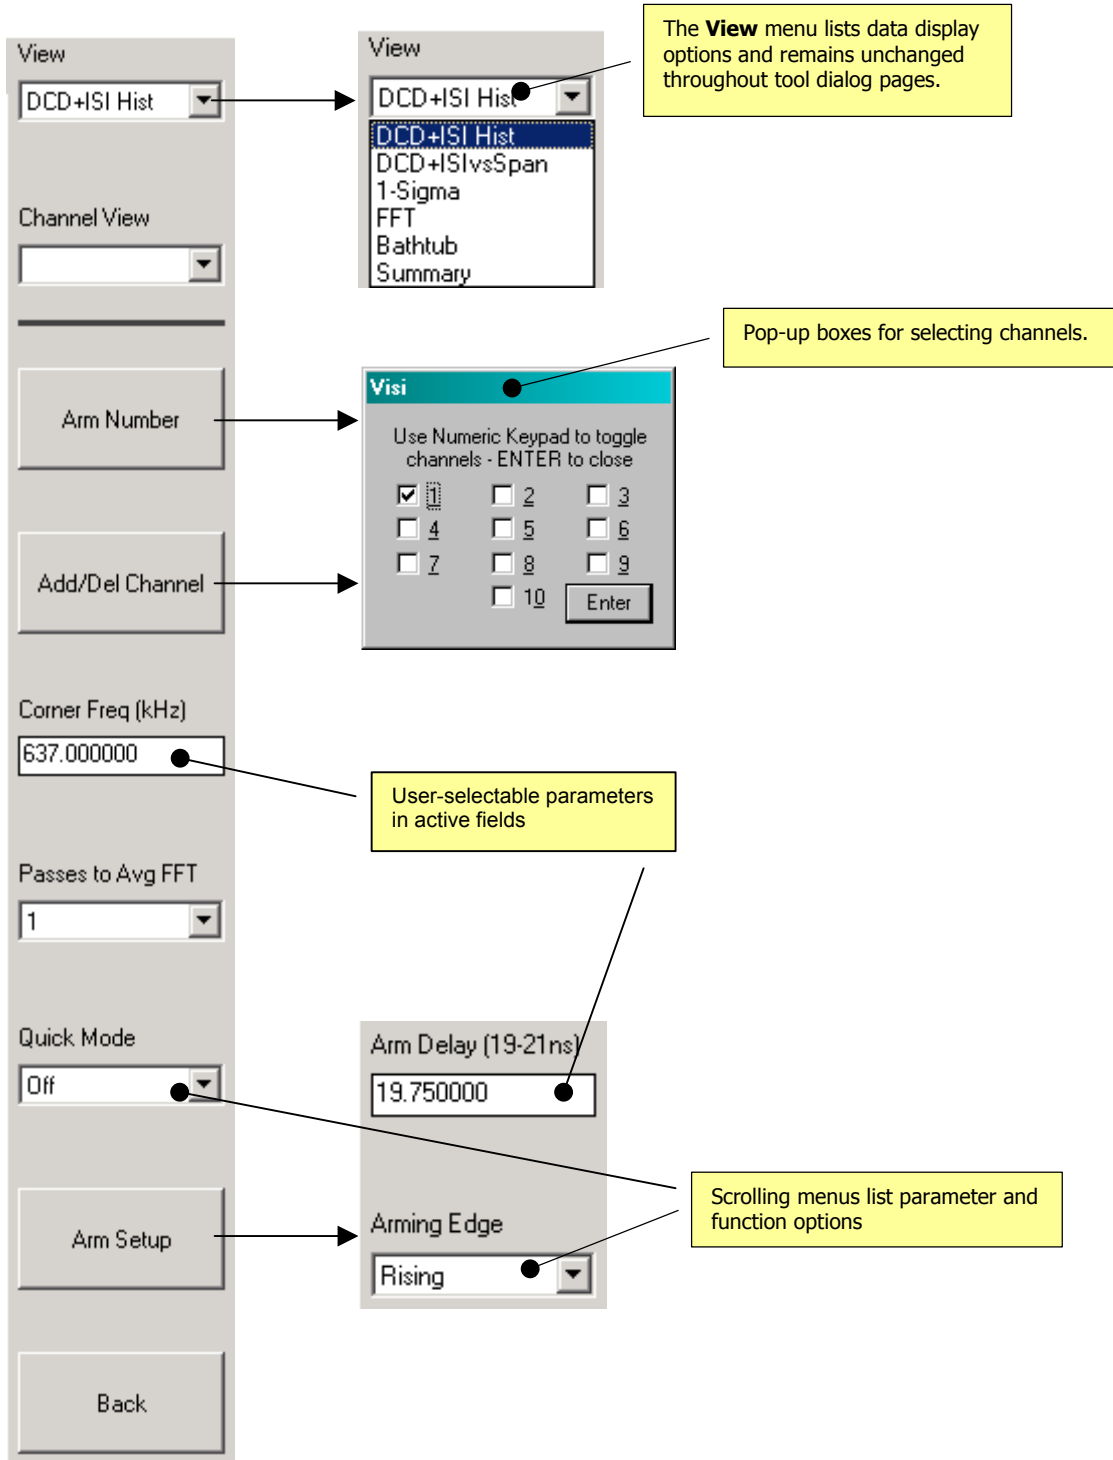 View
DCD+ISI Hist
Channel View
Arm Number
Add/Del Channel
Corner Freq (kHz)
637.000000
Passes to Avg FFT
1
Quick Mode
Off
Arm Setup
Back
View
DCD+ISI Hist
DCD+ISI Hist
DCD+ISIvsSpan
1-Sigma
FFT
Bathtub
Summary
The View menu lists data display
options and remains unchanged
throughout tool dialog pages.
Pop-up boxes for selecting channels.
Visi
Use Numeric Keypad to toggle
channels - ENTER to close
1 2 3
4 5 6
7 8 9
10 Enter
User-selectable parameters
in active fields
Arm Delay (19-21ns)
19.750000
Arming Edge
Rising
Scrolling menus list parameter and
function options